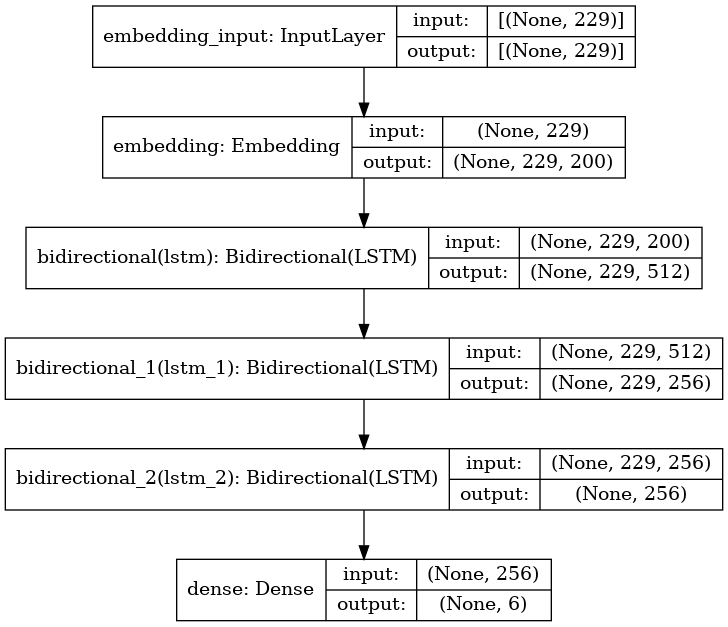 embedding_input: InputLayer
input: [(None, 229)]
output: [(None, 229)]
embedding: Embedding
input: (None, 229)
output: (None, 229, 200)
bidirectional(lstm): Bidirectional(LSTM)
input: (None, 229, 200)
output: (None, 229, 512)
bidirectional_1(lstm_1): Bidirectional(LSTM)
input: (None, 229, 512)
output: (None, 229, 256)
bidirectional_2(lstm_2): Bidirectional(LSTM)
input: (None, 229, 256)
output: (None, 256)
dense: Dense
input: (None, 256)
output: (None, 6)